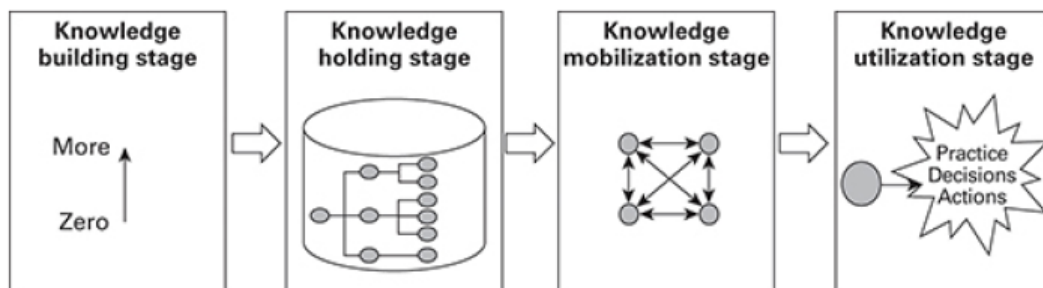 Knowledge
building stage
More
Zero
Knowledge
holding stage
Knowledge
mobilization stage
Knowledge
utilization stage
Practice
Decisions
Actions